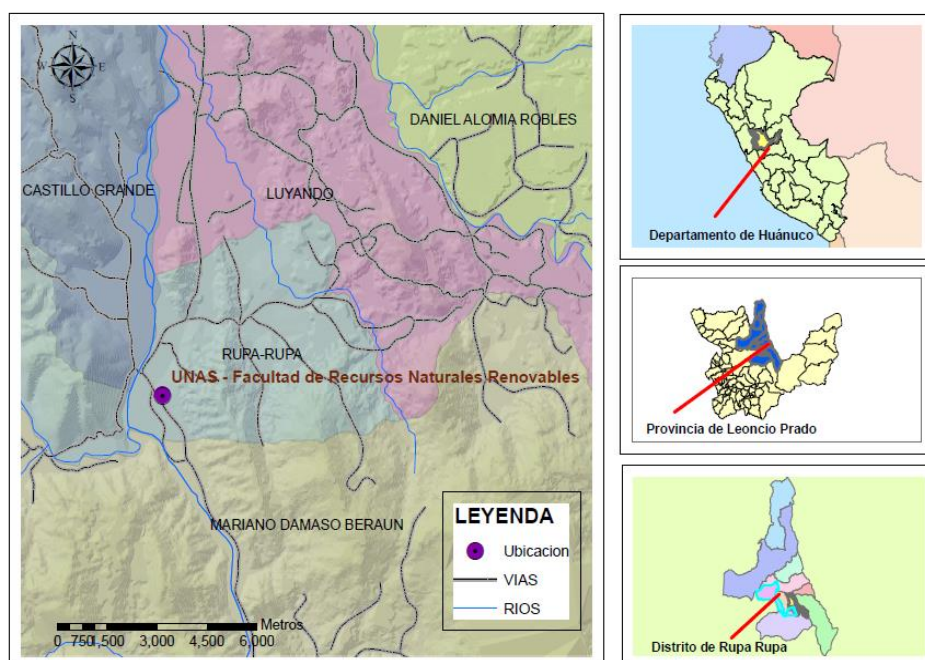 N
W E
S
DANIEL ALOMIA ROBLES
CASTILLO GRANDE
LUYANDO
RUPA-RUPA
UNAS - Facultad de Recursos Naturales Renovables
MARIANO DAMASO BERAUN
LEYENDA
Ubicacion
VIAS
RIOS
Metros
0 750 1,500 3,000 4,500 6,000
Departamento de Huánuco
Provincia de Leoncio Prado
Distrito de Rupa Rupa